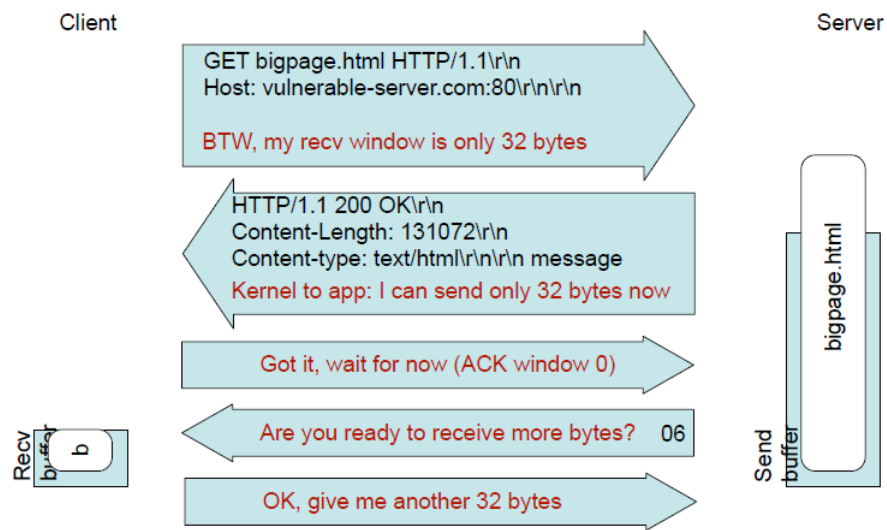 Client
Server
GET bigpage.html HTTP/1.1\r\n
Host: vulnerable-server.com:80\r\n\r\n
BTW, my recv window is only 32 bytes
HTTP/1.1 200 OK\r\n
Content-Length: 131072\r\n
Content-type: text/html\r\n\r\n message
Kernel to app: I can send only 32 bytes now
Got it, wait for now (ACK window 0)
Are you ready to receive more bytes? 06
OK, give me another 32 bytes
Recv
buffer
b
Send
buffer
bigpage.html